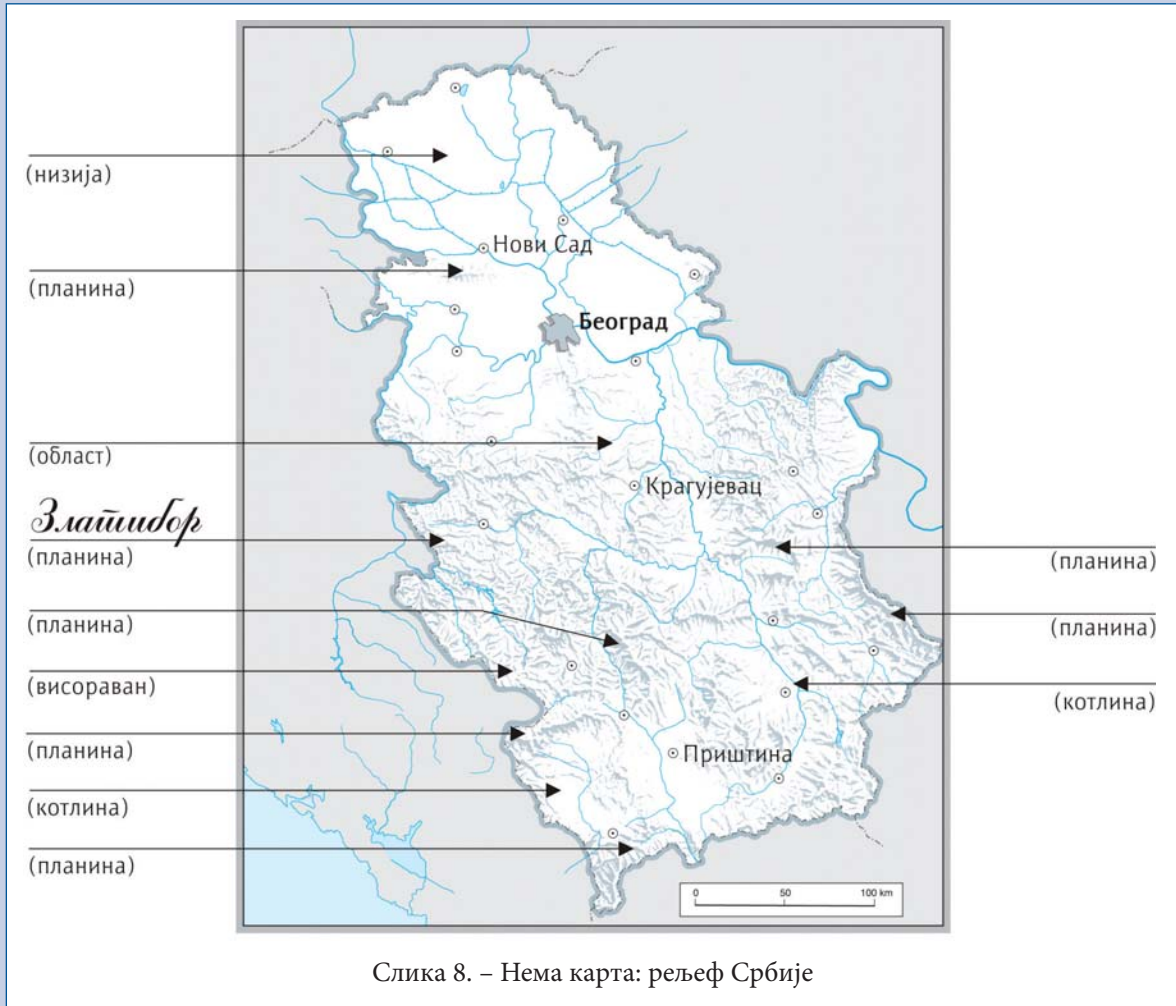 (низија)
Нови Сад
(планина)
Београд
(област)
Крагујевац
Златибор
(планина)
(планина)
(планина)
(планина)
(висораван)
(котлина)
(планина)
Приштина
(котлина)
(планина)
0 50 100 km
Слика 8. – Нема карта: рељеф Србије